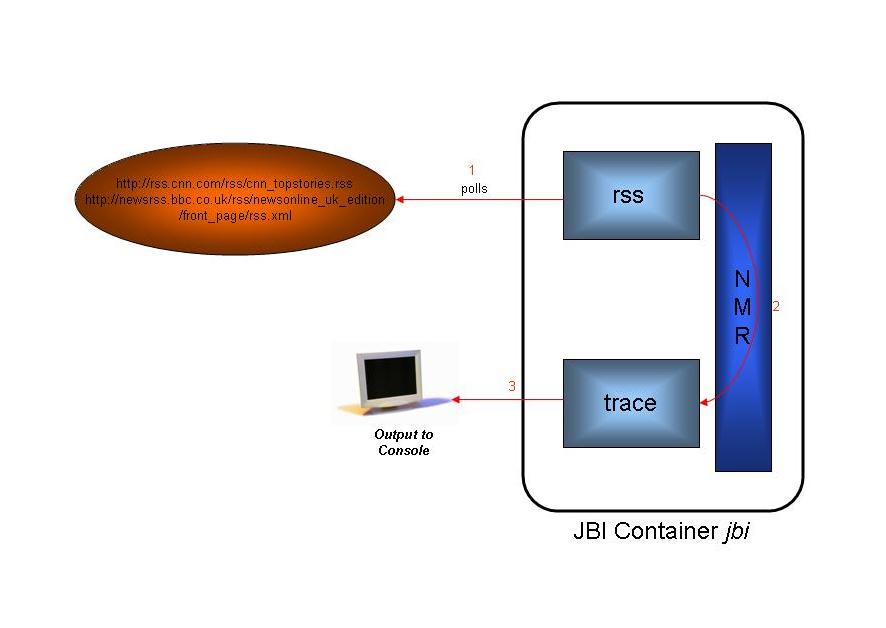 http://rss.cnn.com/rss/cnn_topstories.rss
http://newsrss.bbc.co.uk/rss/newsonline_uk_edition
/front_page/rss.xml
1
polls
rss
N
M
R
2
trace
3
Output to
Console
JBI Container jbi